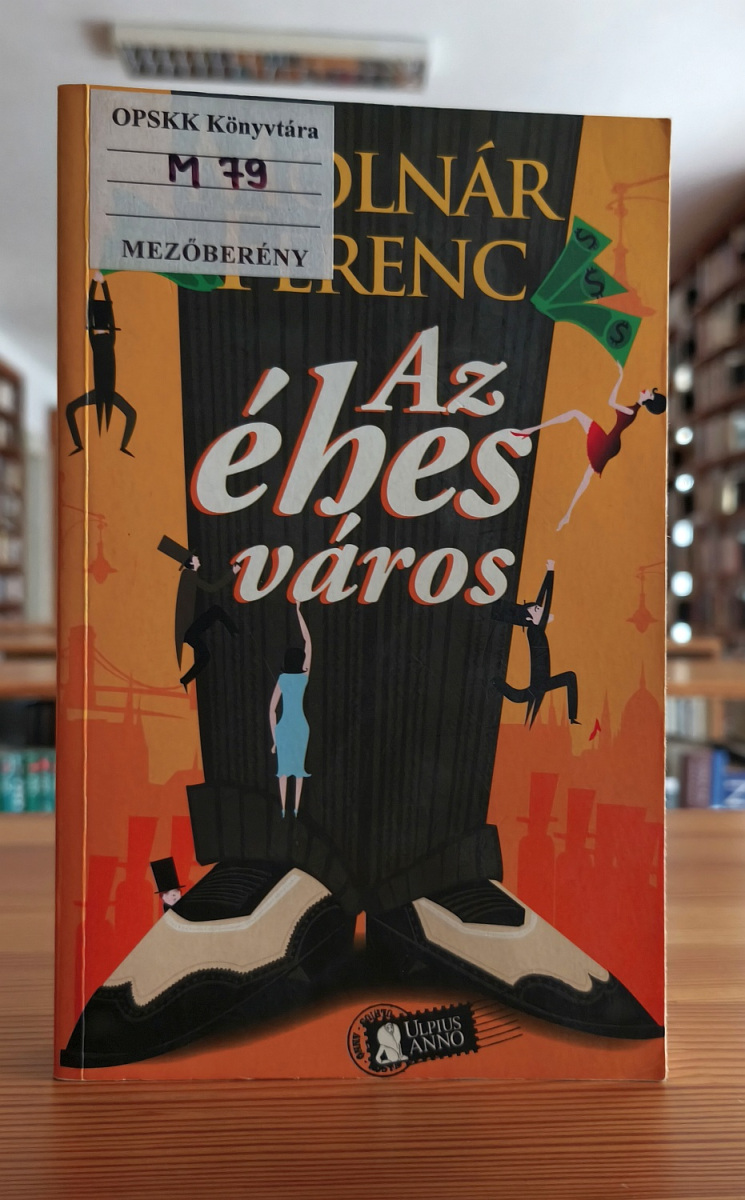 OPSKK Könyvtára
M 79
MEZŐBERÉNY
OLNÁR
ERENC
Az
éhes
város
$
$
$
ULPIUS
ANNO